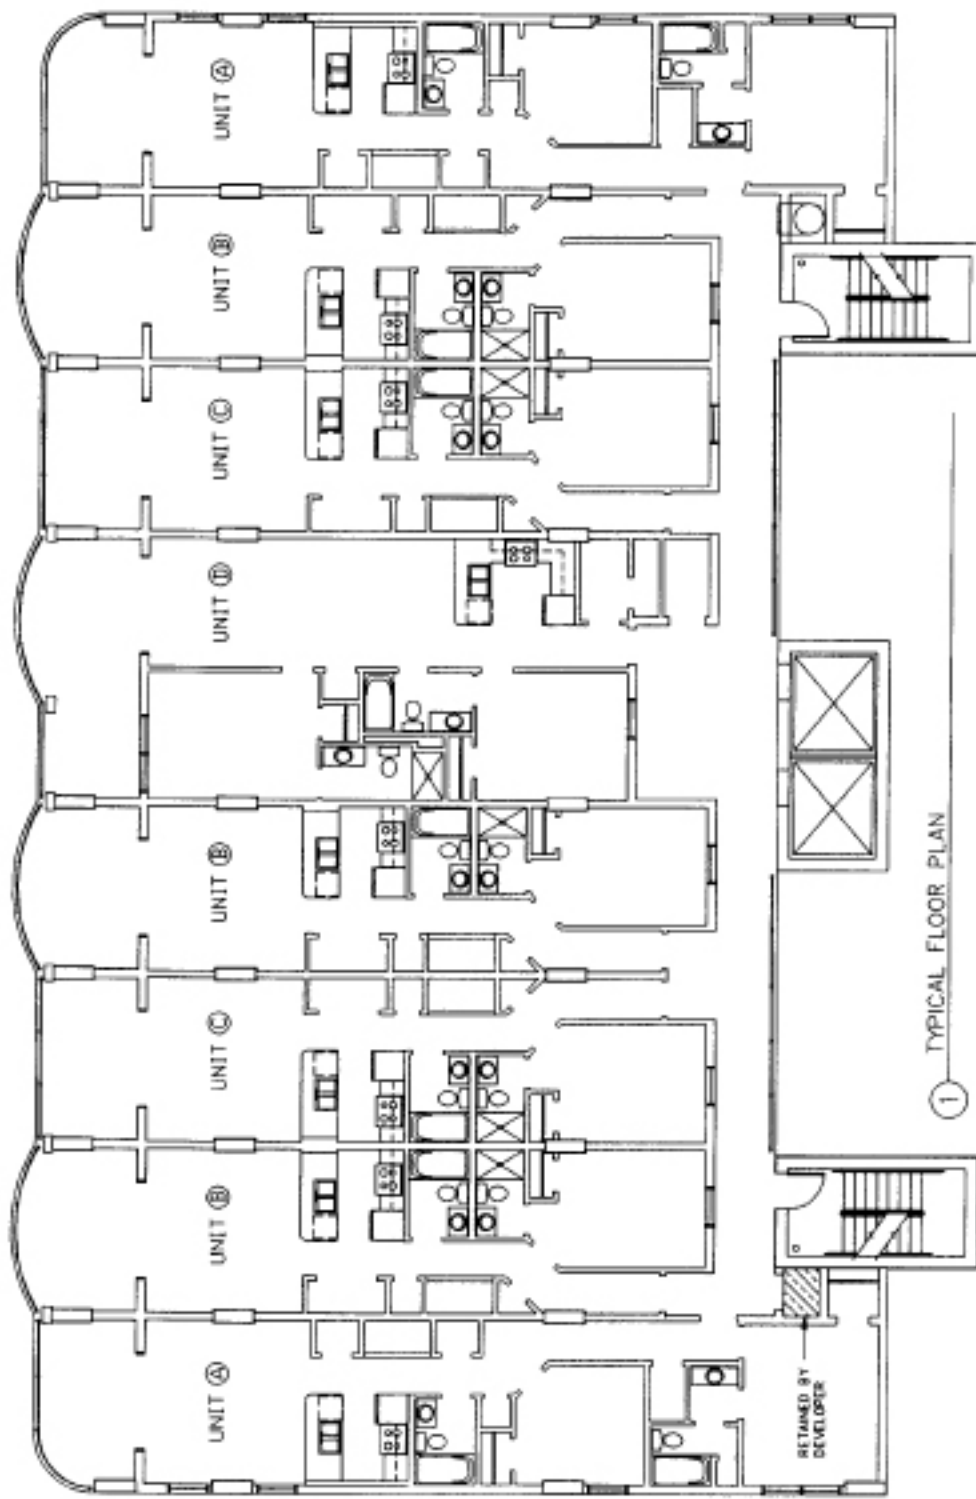 UNIT A
UNIT B
UNIT C
UNIT D
UNIT B
UNIT C
UNIT B
UNIT A
RETAINED BY
DEVELOPER
1
TYPICAL FLOOR PLAN